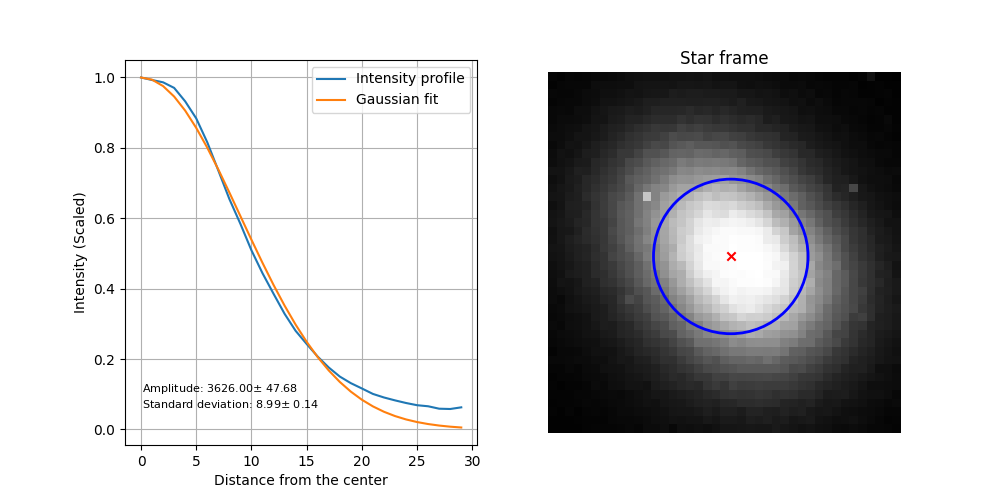 Star frame
Intensity profile
Gaussian fit
1.0
0.8
0.6
0.4
0.2
0.0
Intensity (Scaled)
Amplitude: 3626.00± 47.68
Standard deviation: 8.99± 0.14
0 5 10 15 20 25 30
Distance from the center